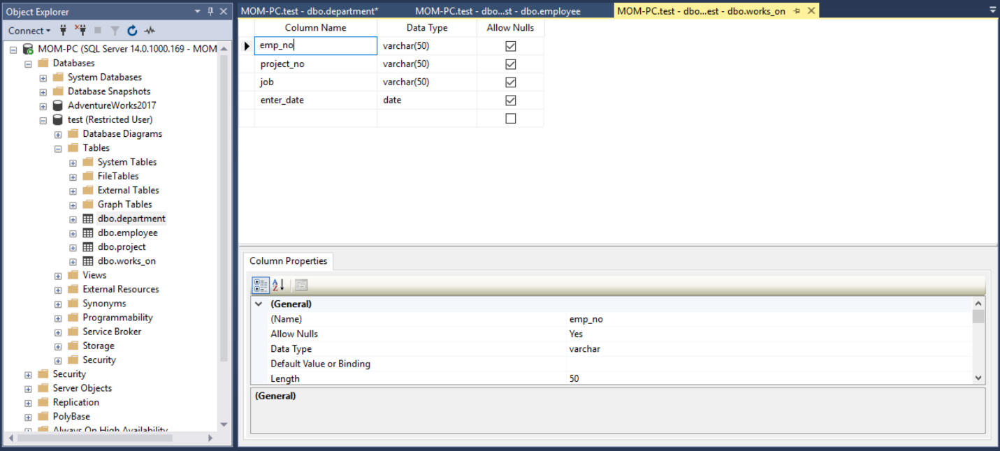 Object Explorer
Connect
MOM-PC (SQL Server 14.0.1000.169 - MOM
Databases
System Databases
Database Snapshots
AdventureWorks2017
test (Restricted User)
Database Diagrams
Tables
System Tables
FileTables
External Tables
Graph Tables
dbo.department
dbo.employee
dbo.project
dbo.works_on
Views
External Resources
Synonyms
Programmability
Service Broker
Storage
Security
Security
Server Objects
Replication
PolyBase
Always On High Availability
MOM-PC.test - dbo.department* MOM-PC.test - dbo...st - dbo.employee MOM-PC.test - dbo...est - dbo.works_on
Column Name Data Type Allow Nulls
emp_no varchar(50)
project_no varchar(50)
job varchar(50)
enter_date date
Column Properties
(General)
(Name) emp_no
Allow Nulls Yes
Data Type varchar
Default Value or Binding
Length 50
(General)